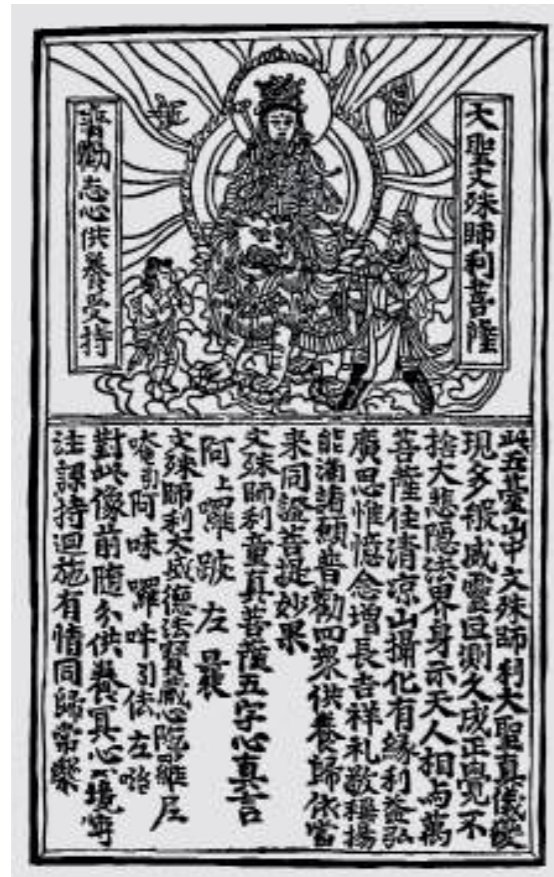 大聖文殊師利菩薩
普勸志心供養受持
此五臺山中文殊師利大聖真儀變
現多般威靈叵測久成正覺不
捨大悲隱法界身示天人相与萬
菩薩住清凉山攝化有緣利益弘
廣思惟憶念增長吉祥礼敬稱揚
能滿諸願普勸四衆供養歸依當
来同證菩提妙果
文殊師利童真菩薩五字心真言
阿上囉跛左曩
文殊師利大威德法寶藏心陁羅尼
唵引阿味囉吽引佉左咯
對此像前隨分供養冥心一境專
注課持迴施有情同歸常樂